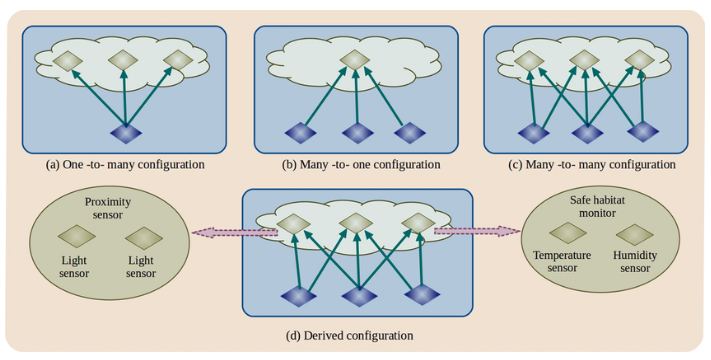 (a) One -to- many configuration
(b) Many -to- one configuration
(c) Many -to- many configuration
Proximity
sensor
Light
sensor
Light
sensor
Safe habitat
monitor
Temperature
sensor
Humidity
sensor
(d) Derived configuration